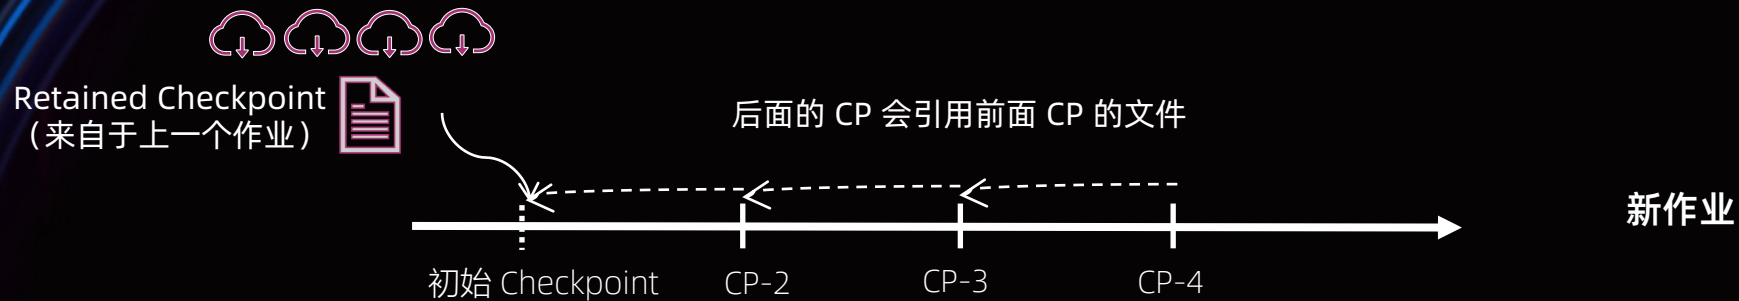 Retained Checkpoint
（来自于上一个作业）
后面的 CP 会引用前面 CP 的文件
新作业
初始 Checkpoint
CP-2
CP-3
CP-4